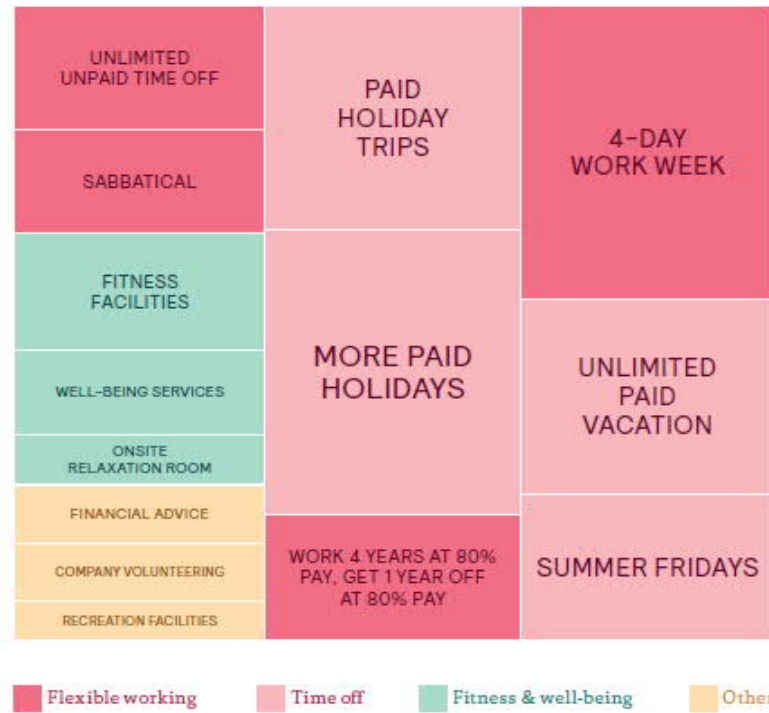 UNLIMITED
UNPAID TIME OFF
SABBATICAL
FITNESS
FACILITIES
WELL-BEING SERVICES
ONSITE
RELAXATION ROOM
FINANCIAL ADVICE
COMPANY VOLUNTEERING
RECREATION FACILITIES
PAID
HOLIDAY
TRIPS
MORE PAID
HOLIDAYS
WORK 4 YEARS AT 80%
PAY, GET 1 YEAR OFF
AT 80% PAY
4-DAY
WORK WEEK
UNLIMITED
PAID
VACATION
SUMMER FRIDAYS
Flexible working
Time off
Fitness & well-being
Other